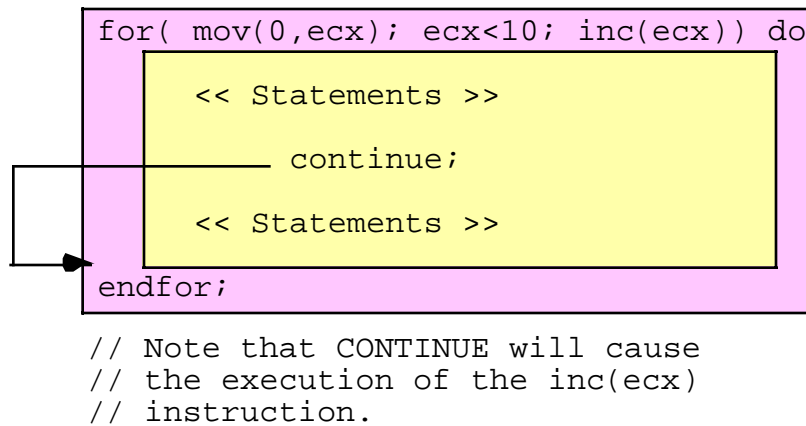 for( mov(0,ecx); ecx<10; inc(ecx)) do
<< Statements >>
continue;
<< Statements >>
endfor;
// Note that CONTINUE will cause
// the execution of the inc(ecx)
// instruction.